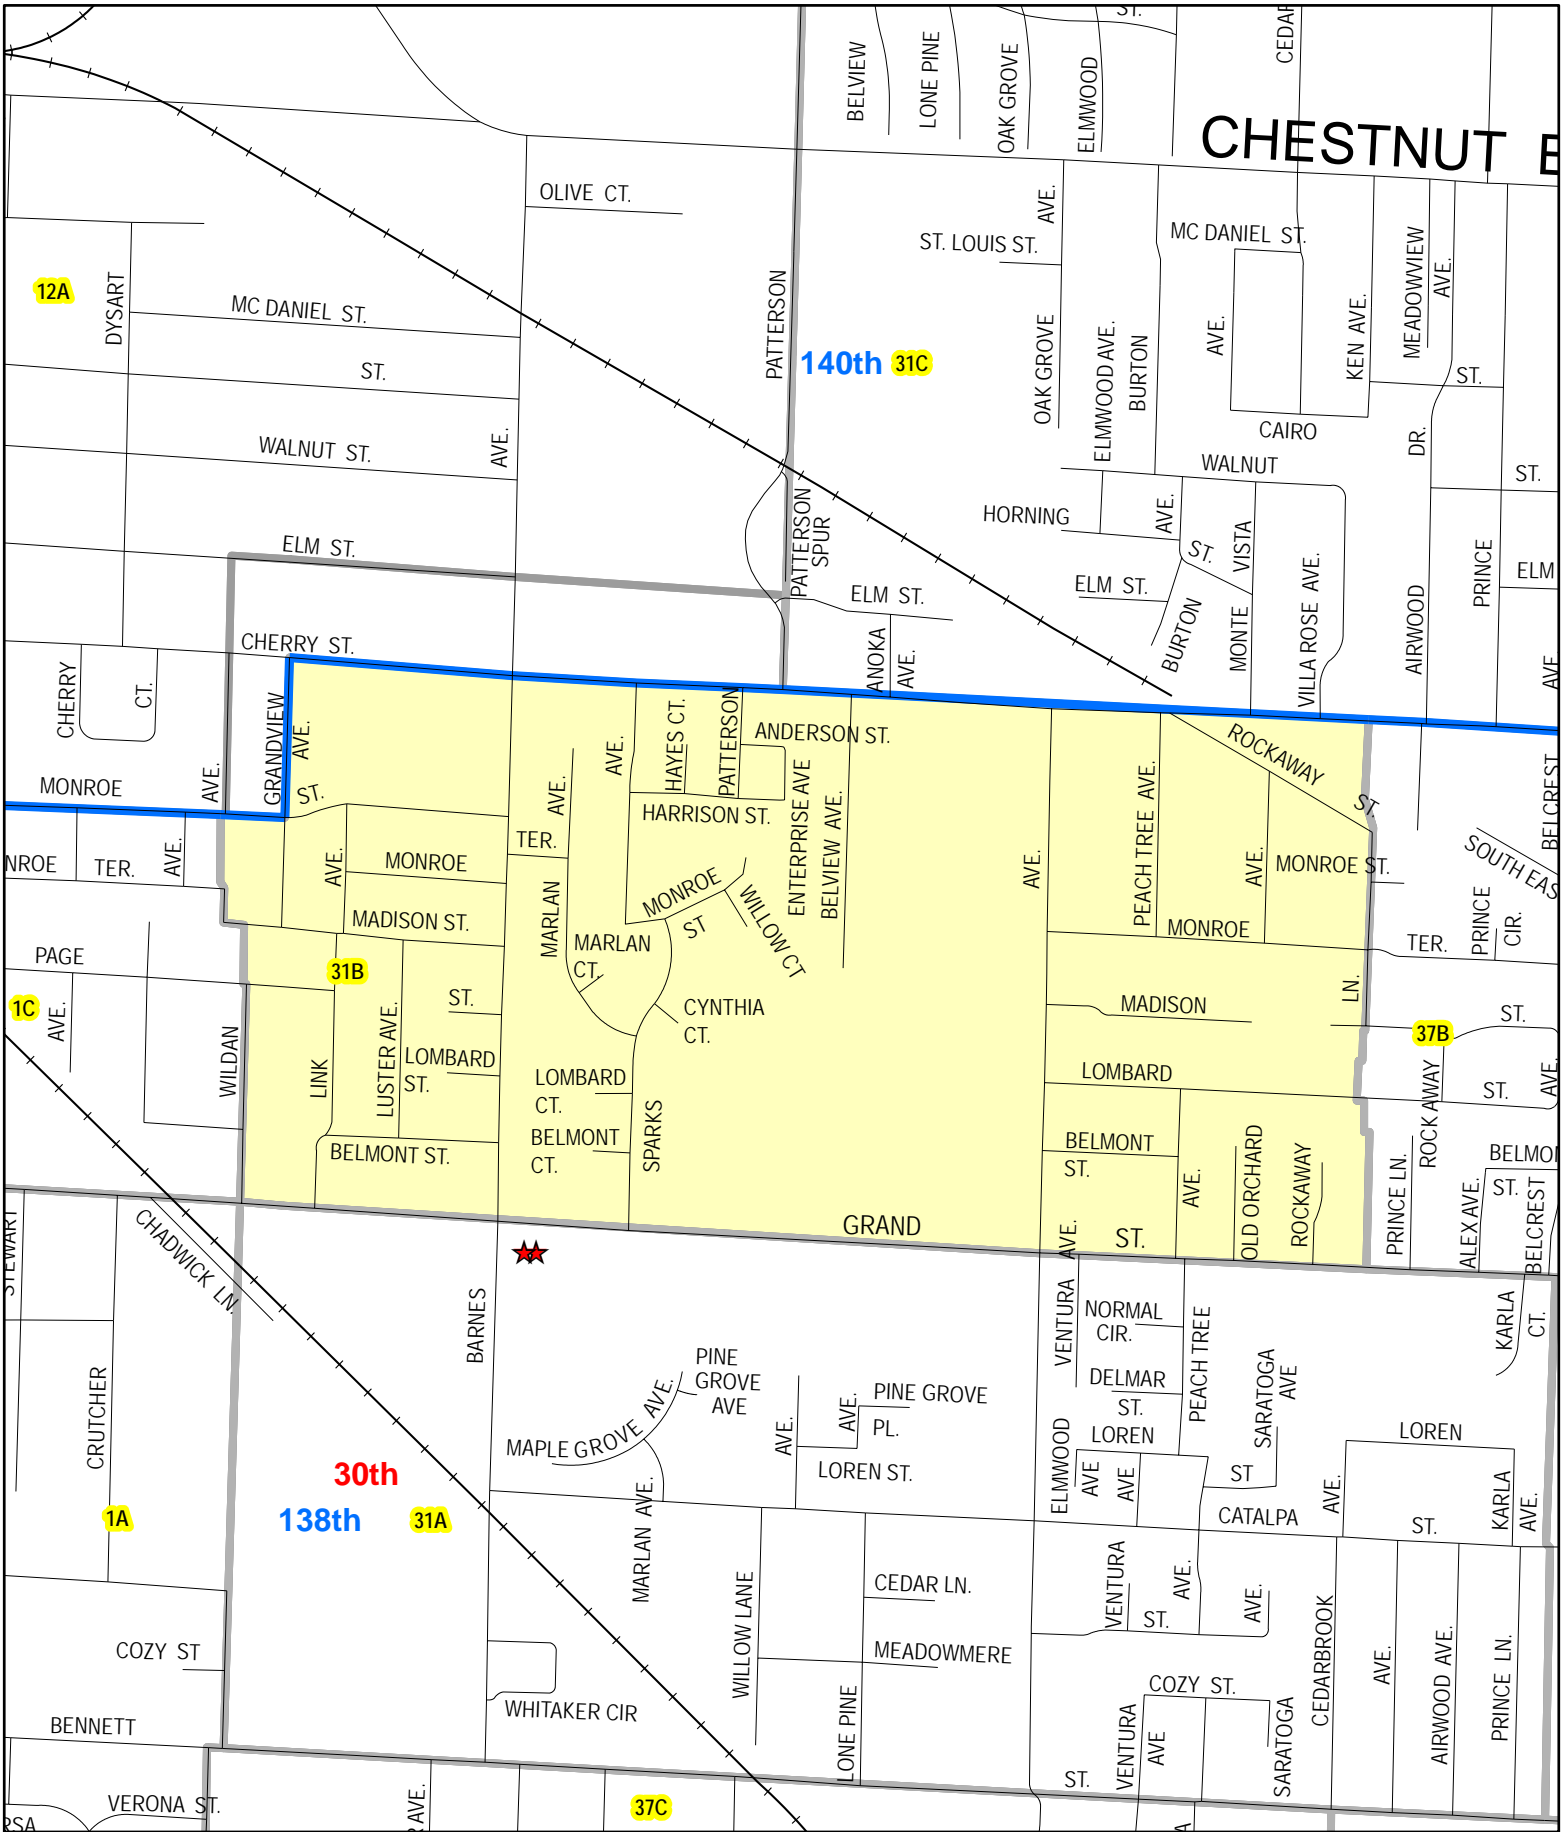 ST.
CEDAR
BELVIEW
LONE PINE
OAK GROVE
ELMWOOD
CHESTNUT E
OLIVE CT.
AVE.
ST. LOUIS ST.
MC DANIEL ST.
MEADOWVIEW
AVE.
12A
DYSART
MC DANIEL ST.
PATTERSON
140th 31C
OAK GROVE
ELMWOOD AVE.
BURTON
AVE.
KEN AVE.
ST.
ST.
CAIRO
DR.
WALNUT ST.
AVE.
WALNUT
ST.
HORNING
AVE.
PATTERSON
SPUR
ST.
VISTA
ELM ST.
ELM ST.
ELM ST.
VILLA ROSE AVE.
PRINCE
ELM
CHERRY ST.
ANOKA
AVE.
BURTON
MONTE
AIRWOOD
AVE
CHERRY
CT.
GRANDVIEW
AVE.
HAYES CT.
PATTERSON
ANDERSON ST.
ROCKAWAY
ST.
AVE.
MONROE
AVE.
ST.
AVE.
HARRISON ST.
ENTERPRISE AVE
BELVIEW AVE.
PEACH TREE AVE.
BELCREST
NROE
TER.
AVE.
AVE.
MONROE
TER.
MONROE
ST
WILLOW CT
AVE.
AVE.
MONROE ST.
SOUTH EAS
MADISON ST.
MARLAN
MARLAN
CT.
MONROE
TER.
PRINCE
CIR.
PAGE
31B
1C
AVE.
ST.
CYNTHIA
CT.
MADISON
LN.
37B
ST.
WILDAN
LINK
LUSTER AVE.
LOMBARD
ST.
LOMBARD
CT.
LOMBARD
ST.
AVE.
ROCKAWAY
BELMONT ST.
BELMONT
CT.
SPARKS
BELMONT
ST.
AVE.
OLD ORCHARD
ROCKAWAY
PRINCE LN.
ALEX AVE.
BELMO
ST.
BELCREST
STEWART
CHADWICK LN.
GRAND
AVE.
ST.
BARNES
VENTURA
NORMAL
CIR.
PEACH TREE
KARLA
CT.
CRUTCHER
PINE
GROVE
AVE
MAPLE GROVE AVE.
AVE.
AVE.
PINE GROVE
PL.
DELMAR
ST.
SARATOGA
AVE
LOREN ST.
ELMWOOD
LOREN
AVE
AVE
ST
LOREN
AVE.
KARLA
AVE.
30th
138th 31A
1A
CATALPA
ST.
MARLAN AVE.
WILLOW LANE
CEDAR LN.
VENTURA
AVE.
ST.
AVE.
CEDARBROOK
AVE.
AIRWOOD AVE.
PRINCE LN.
COZY ST
MEADOWMERE
COZY ST.
WHITAKER CIR
LONE PINE
VENTURA
AVE
SARATOGA
BENNETT
ST.
VERONA ST.
RSA
R AVE.
37C
A